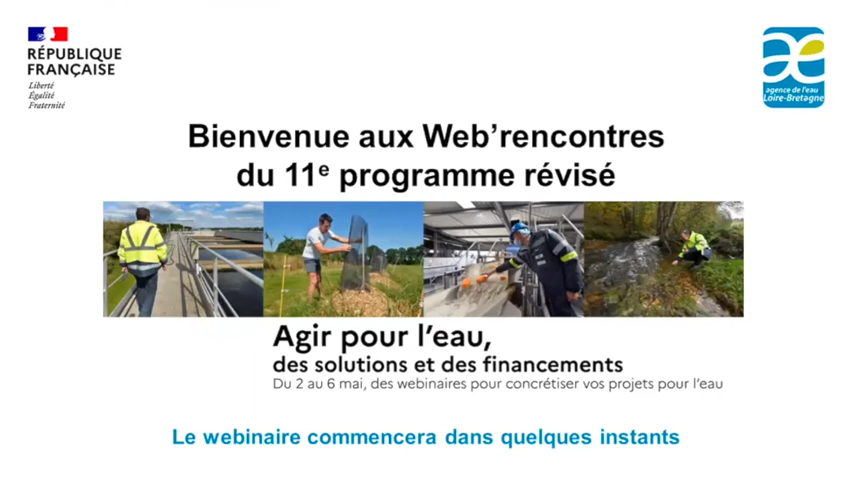 RÉPUBLIQUE
FRANÇAISE
Liberté
Égalité
Fraternité
agence de l'eau
Loire-Bretagne
Bienvenue aux Web'rencontres
du 11e programme révisé
Agir pour l'eau,
des solutions et des financements
Du 2 au 6 mai, des webinaires pour concrétiser vos projets pour l'eau
Le webinaire commencera dans quelques instants